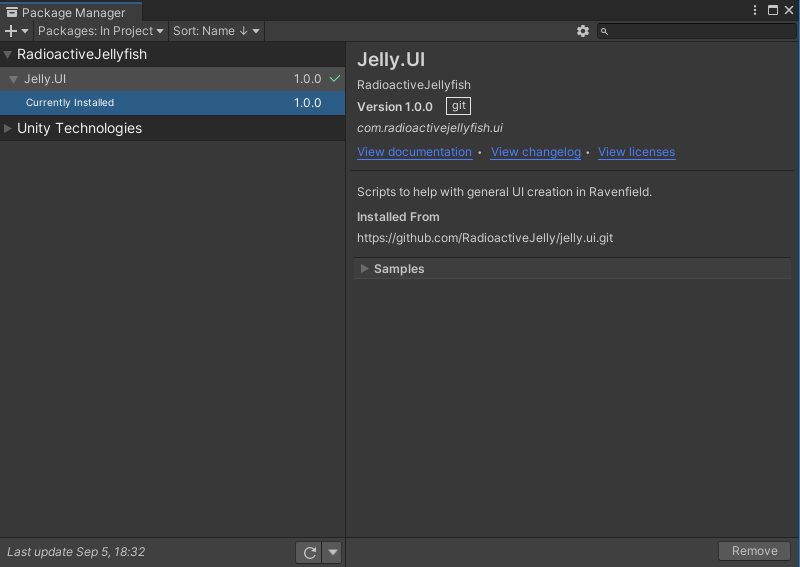 Package Manager
Packages: In Project
Sort: Name ↓
RadioactiveJellyfish
Jelly.UI 1.0.0
Currently Installed 1.0.0
Unity Technologies
Last update Sep 5, 18:32
Jelly.UI
RadioactiveJellyfish
Version 1.0.0 git
com.radioactivejellyfish.ui
View documentation • View changelog • View licenses
Scripts to help with general UI creation in Ravenfield.
Installed From
https://github.com/RadioactiveJelly/jelly.ui.git
Samples
Remove